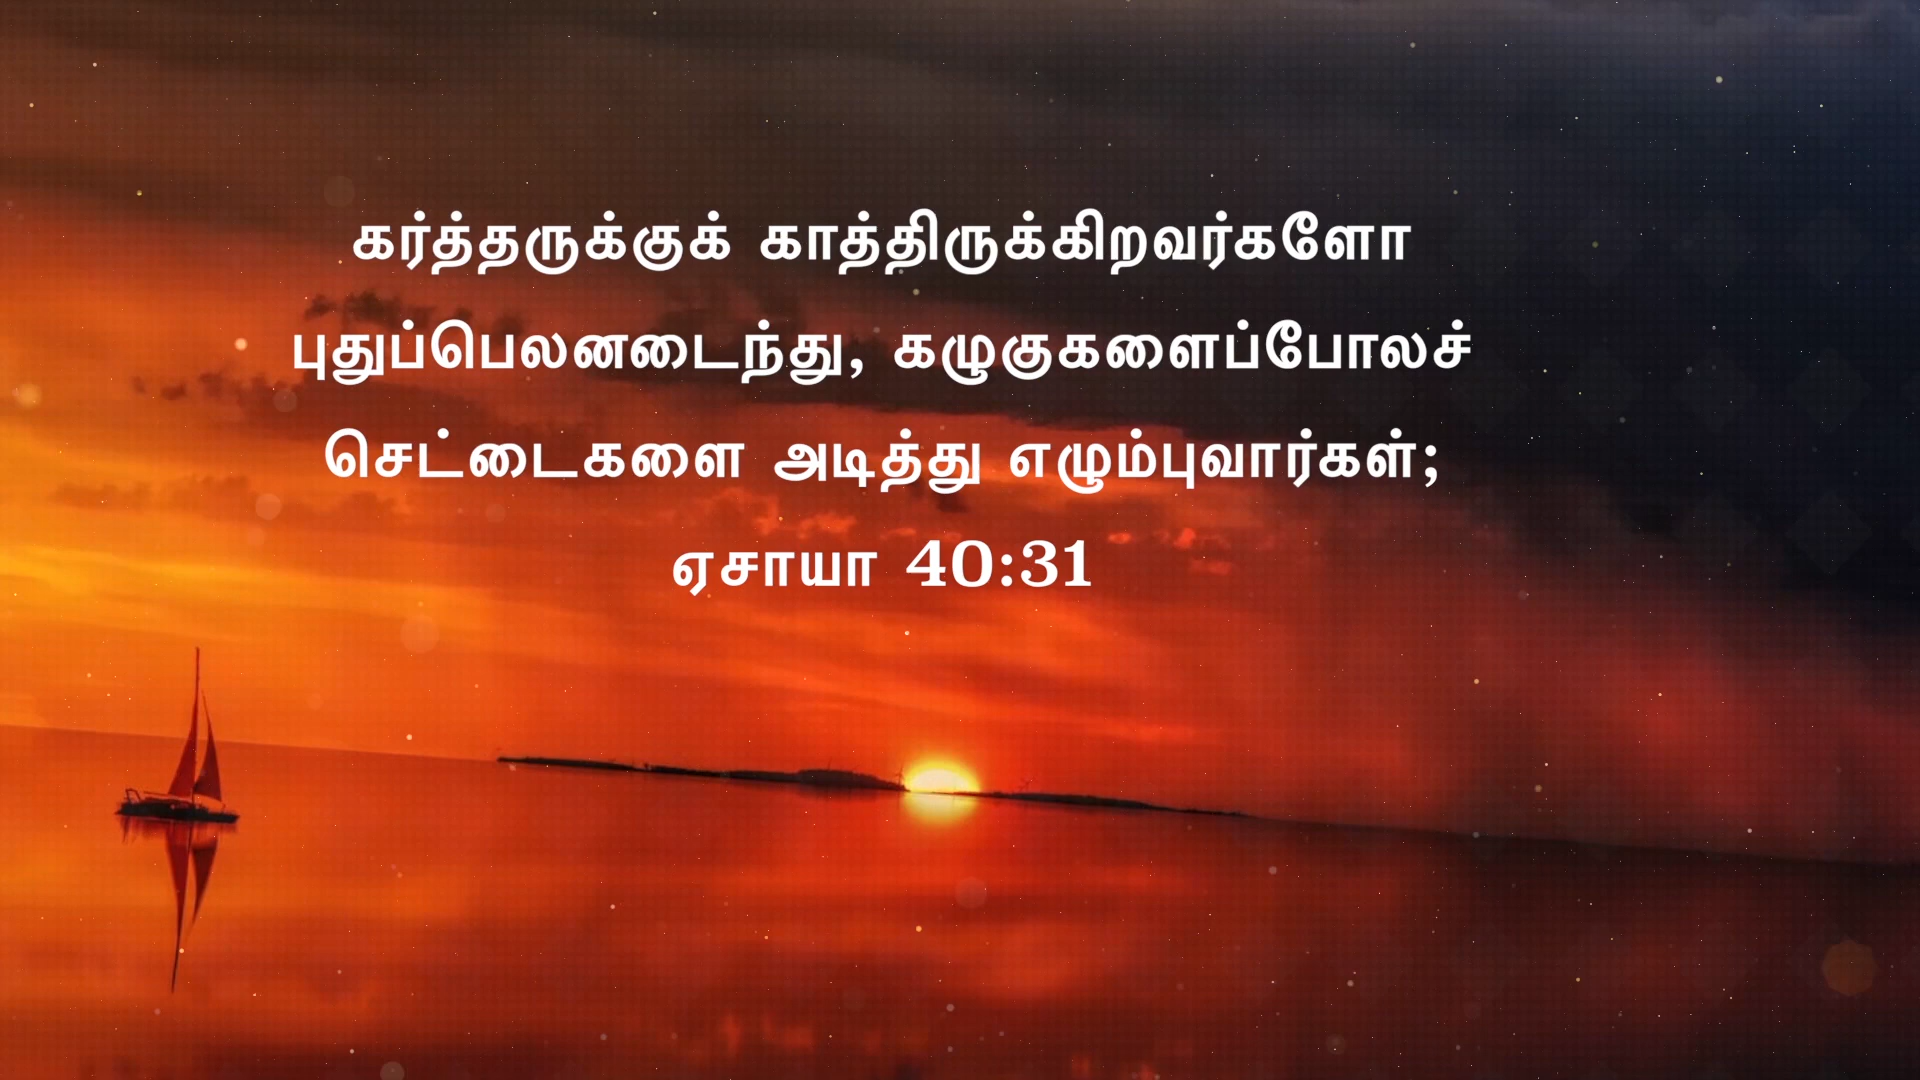 கர்த்தருக்குக் காத்திருக்கிறவர்களோ
புதுப்பெலனடைந்து, கழுகுகளைப்போலச்
செட்டைகளை அடித்து எழும்புவார்கள்;
ஏசாயா 40:31